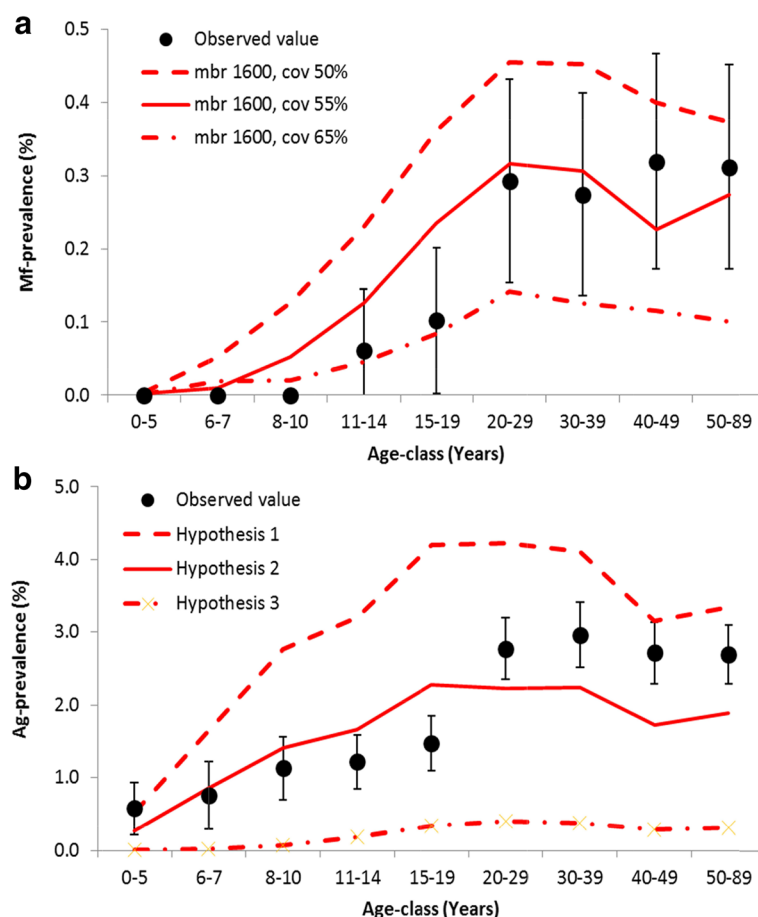 a
0.5
Observed value
mbr 1600, cov 50%
0.4
mbr 1600, cov 55%
mbr 1600, cov 65%
0.3
0.2
0.1
0.0
Mf-prevalence (%)
0-5 6-7 8-10 11-14 15-19 20-29 30-39 40-49 50-89
Age-class (Years)
b
5.0
Observed value
Hypothesis 1
4.0
Hypothesis 2
Hypothesis 3
3.0
2.0
1.0
0.0
Ag-prevalence (%)
0-5 6-7 8-10 11-14 15-19 20-29 30-39 40-49 50-89
Age-class (Years)